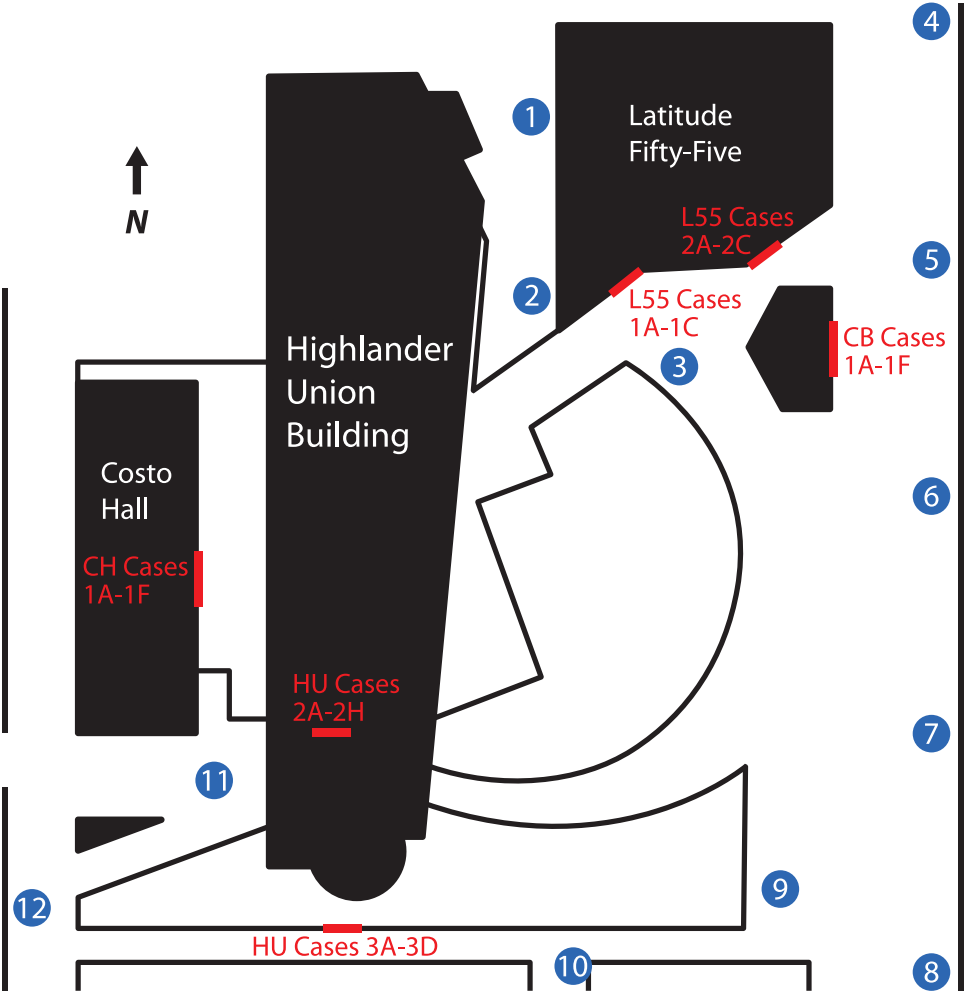 4
1
Latitude
Fifty-Five
N
L55 Cases
2A-2C
5
2
L55 Cases
1A-1C
CB Cases
1A-1F
3
Highlander
Union
Building
Costo
Hall
6
CH Cases
1A-1F
HU Cases
2A-2H
7
11
9
12
HU Cases 3A-3D
10
8